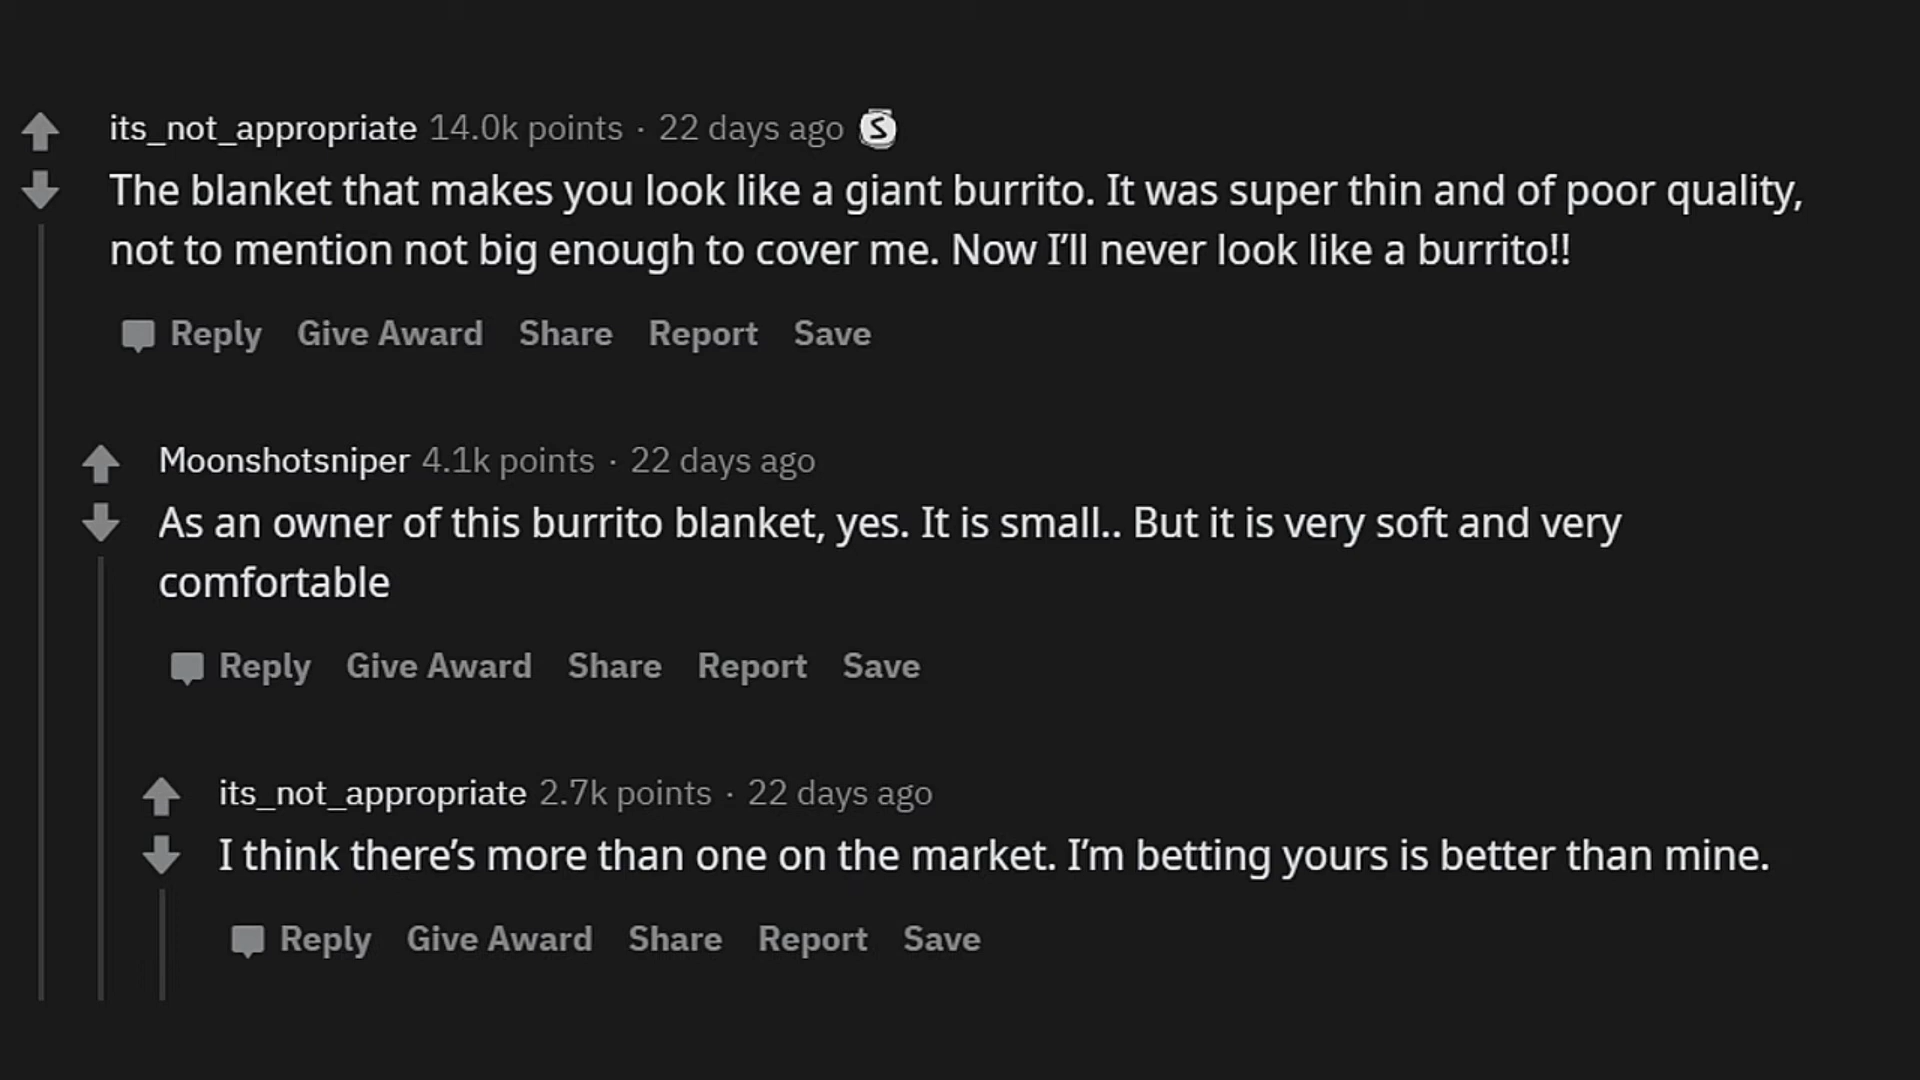 its_not_appropriate 14.0k points · 22 days ago S
The blanket that makes you look like a giant burrito. It was super thin and of poor quality,
not to mention not big enough to cover me. Now I’ll never look like a burrito!!
Reply Give Award Share Report Save
Moonshotsniper 4.1k points · 22 days ago
As an owner of this burrito blanket, yes. It is small.. But it is very soft and very
comfortable
Reply Give Award Share Report Save
its_not_appropriate 2.7k points · 22 days ago
I think there’s more than one on the market. I’m betting yours is better than mine.
Reply Give Award Share Report Save